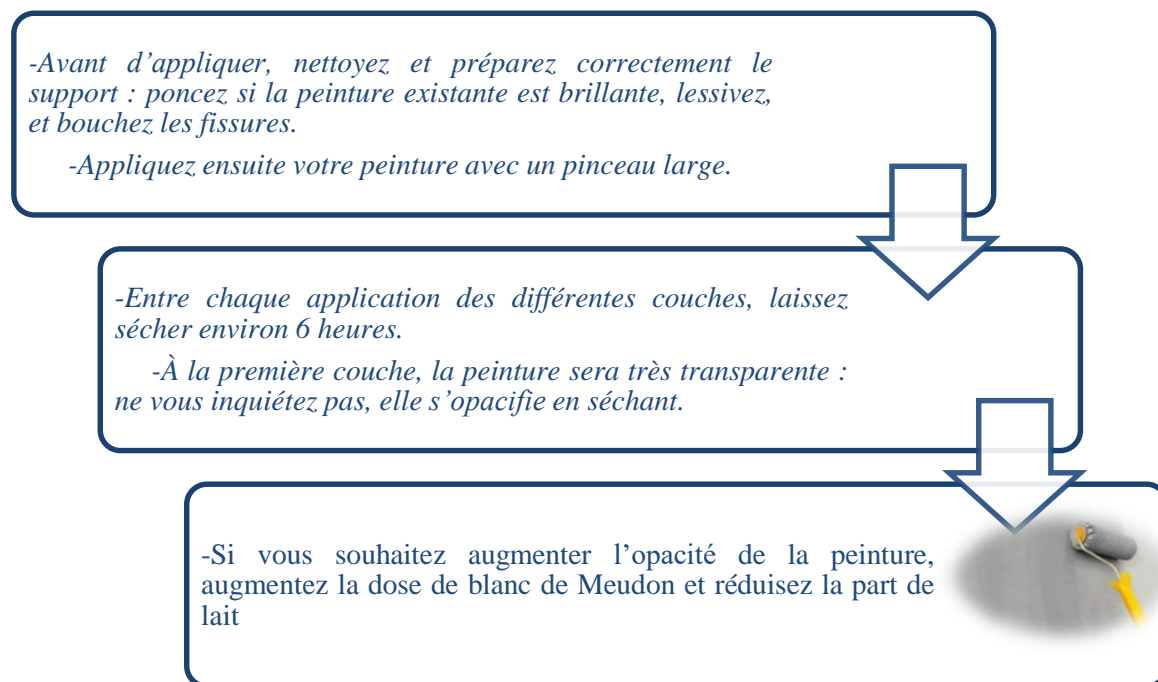 -Avant d’appliquer, nettoyez et préparez correctement le
support : poncez si la peinture existante est brillante, lessivez,
et bouchez les fissures.
-Appliquez ensuite votre peinture avec un pinceau large.
-Entre chaque application des différentes couches, laissez
sécher environ 6 heures.
-À la première couche, la peinture sera très transparente :
ne vous inquiétez pas, elle s’opacifie en séchant.
-Si vous souhaitez augmenter l’opacité de la peinture,
augmentez la dose de blanc de Meudon et réduisez la part de
lait